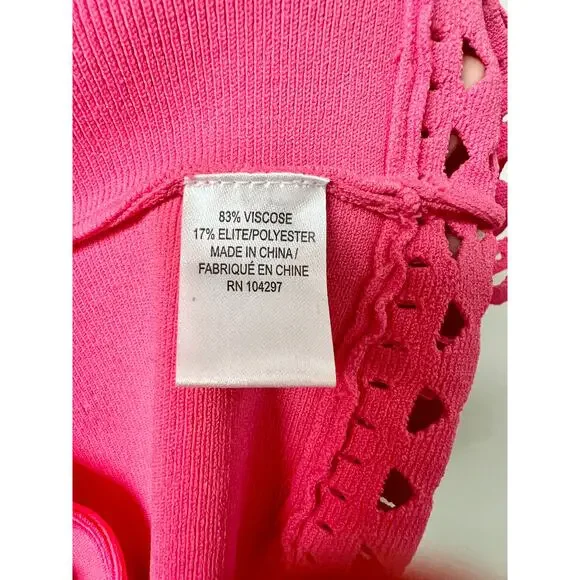 83% VISCOSE
17% ELITE/POLYESTER
MADE IN CHINA /
FABRIQUÉ EN CHINE
RN 104297